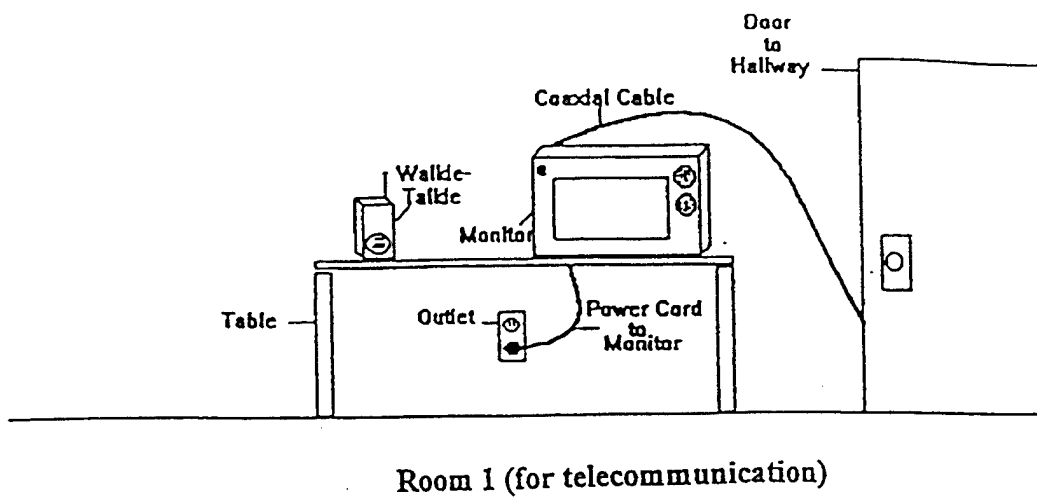 Door
to
Hallway
Coaxial Cable
Walkie-
Talkie
Monitor
Table
Outlet
Power Cord
to
Monitor
Room 1 (for telecommunication)